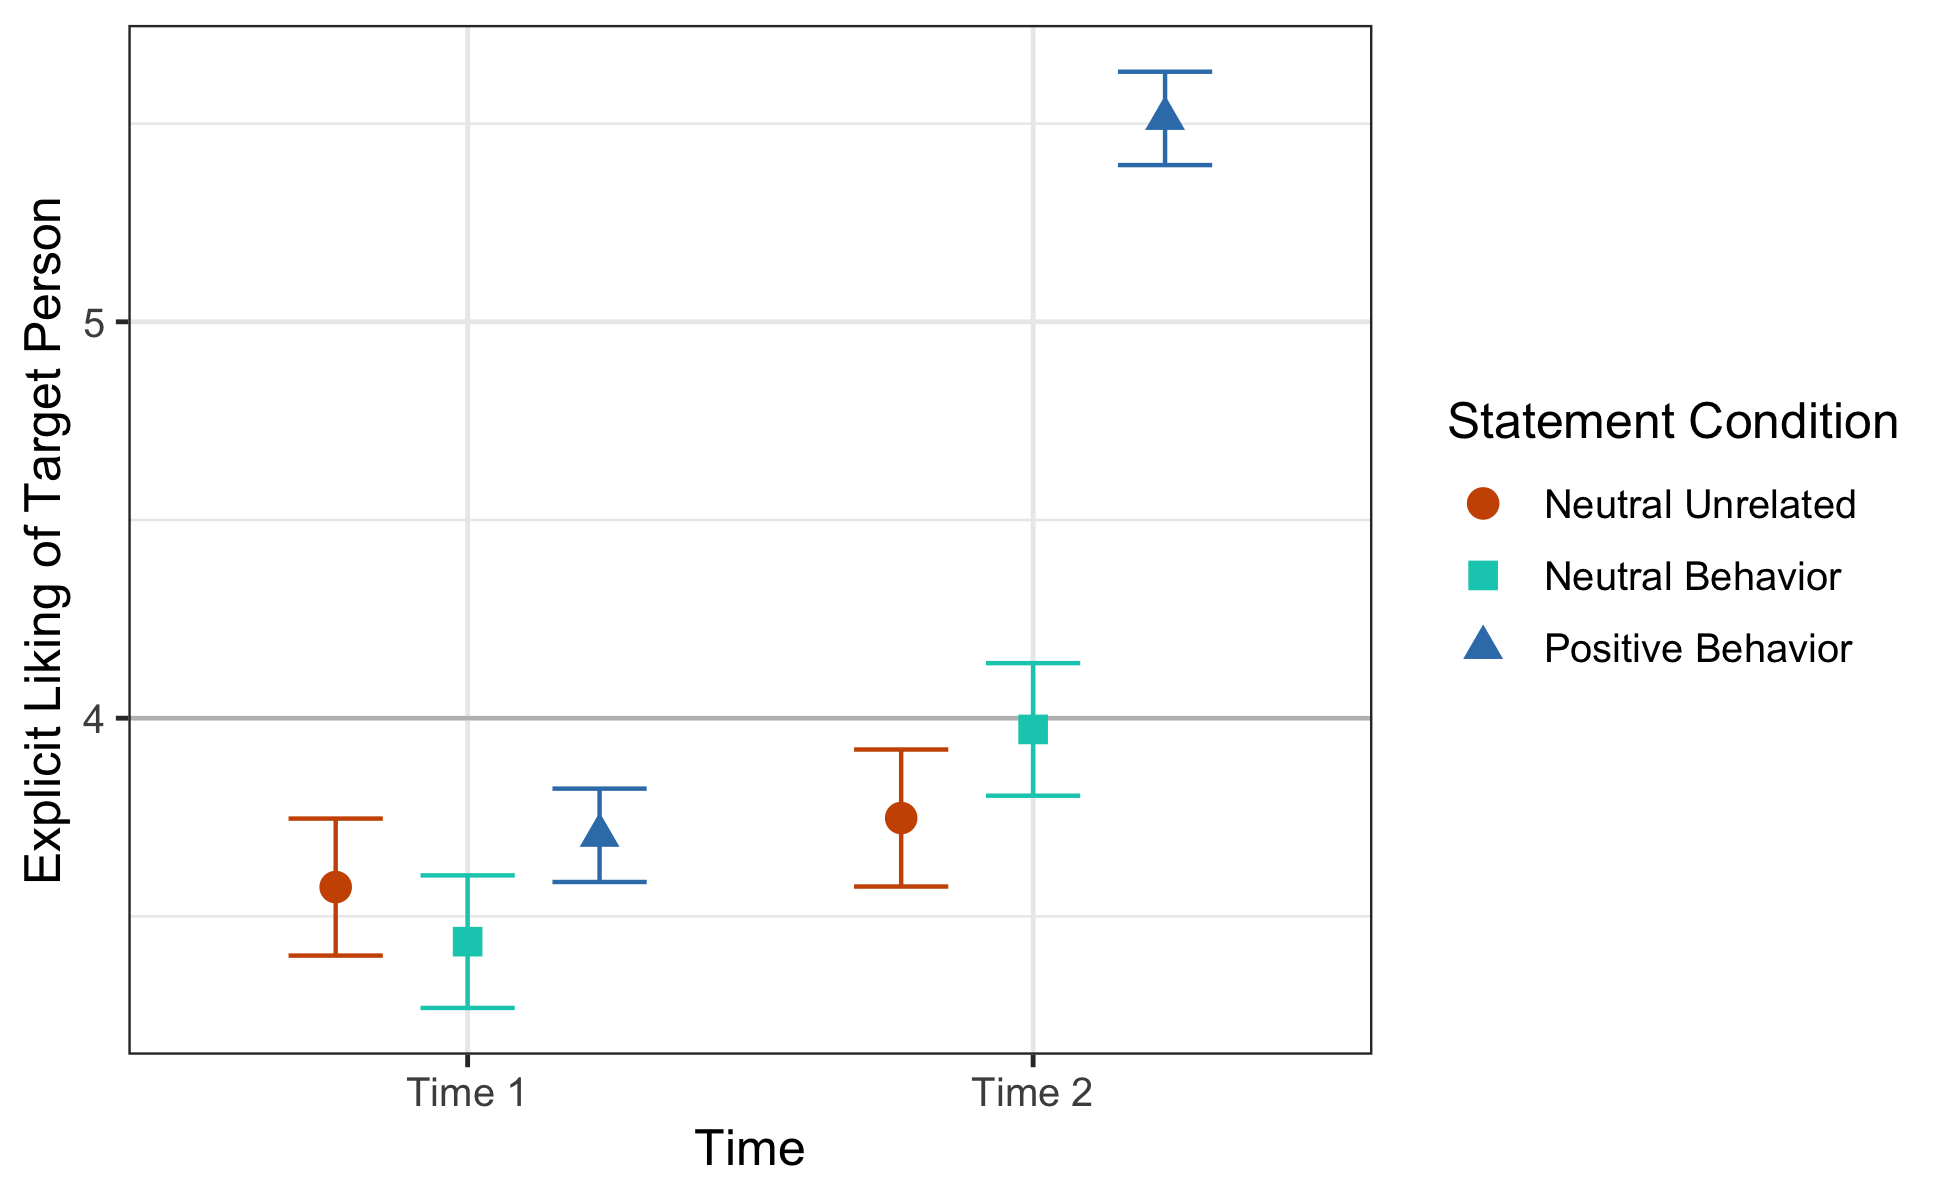 Explicit Liking of Target Person
5
4
Time 1
Time 2
Time
Statement Condition
Neutral Unrelated
Neutral Behavior
Positive Behavior